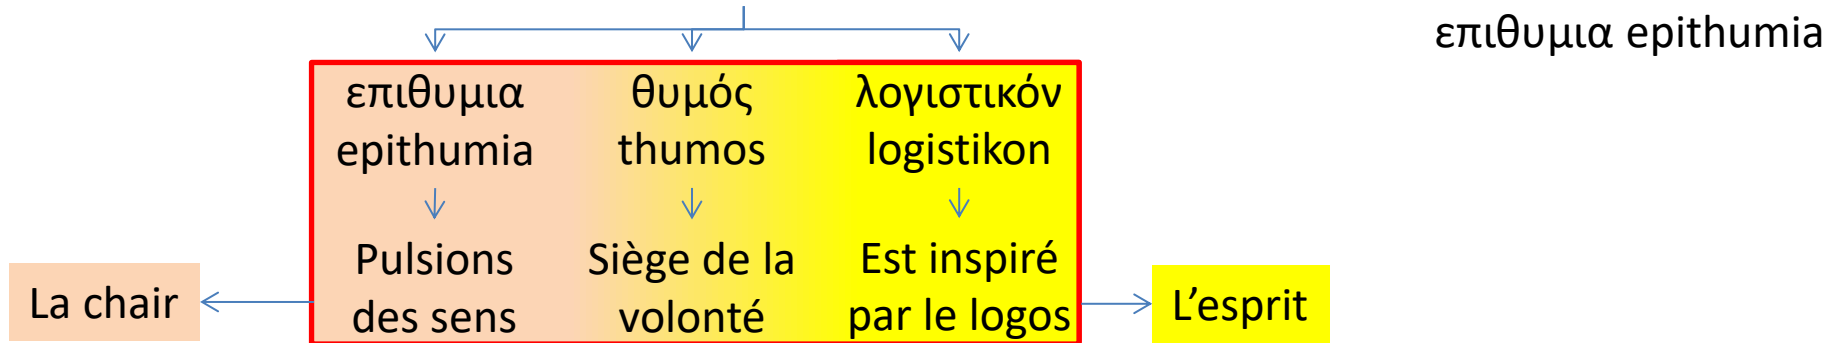 επιθυμια epithumia
επιθυμια
epithumia
θυμός
thumos
λογιστικόν
logistikon
Pulsions
des sens
Siège de la
volonté
Est inspiré
par le logos
La chair
L’esprit